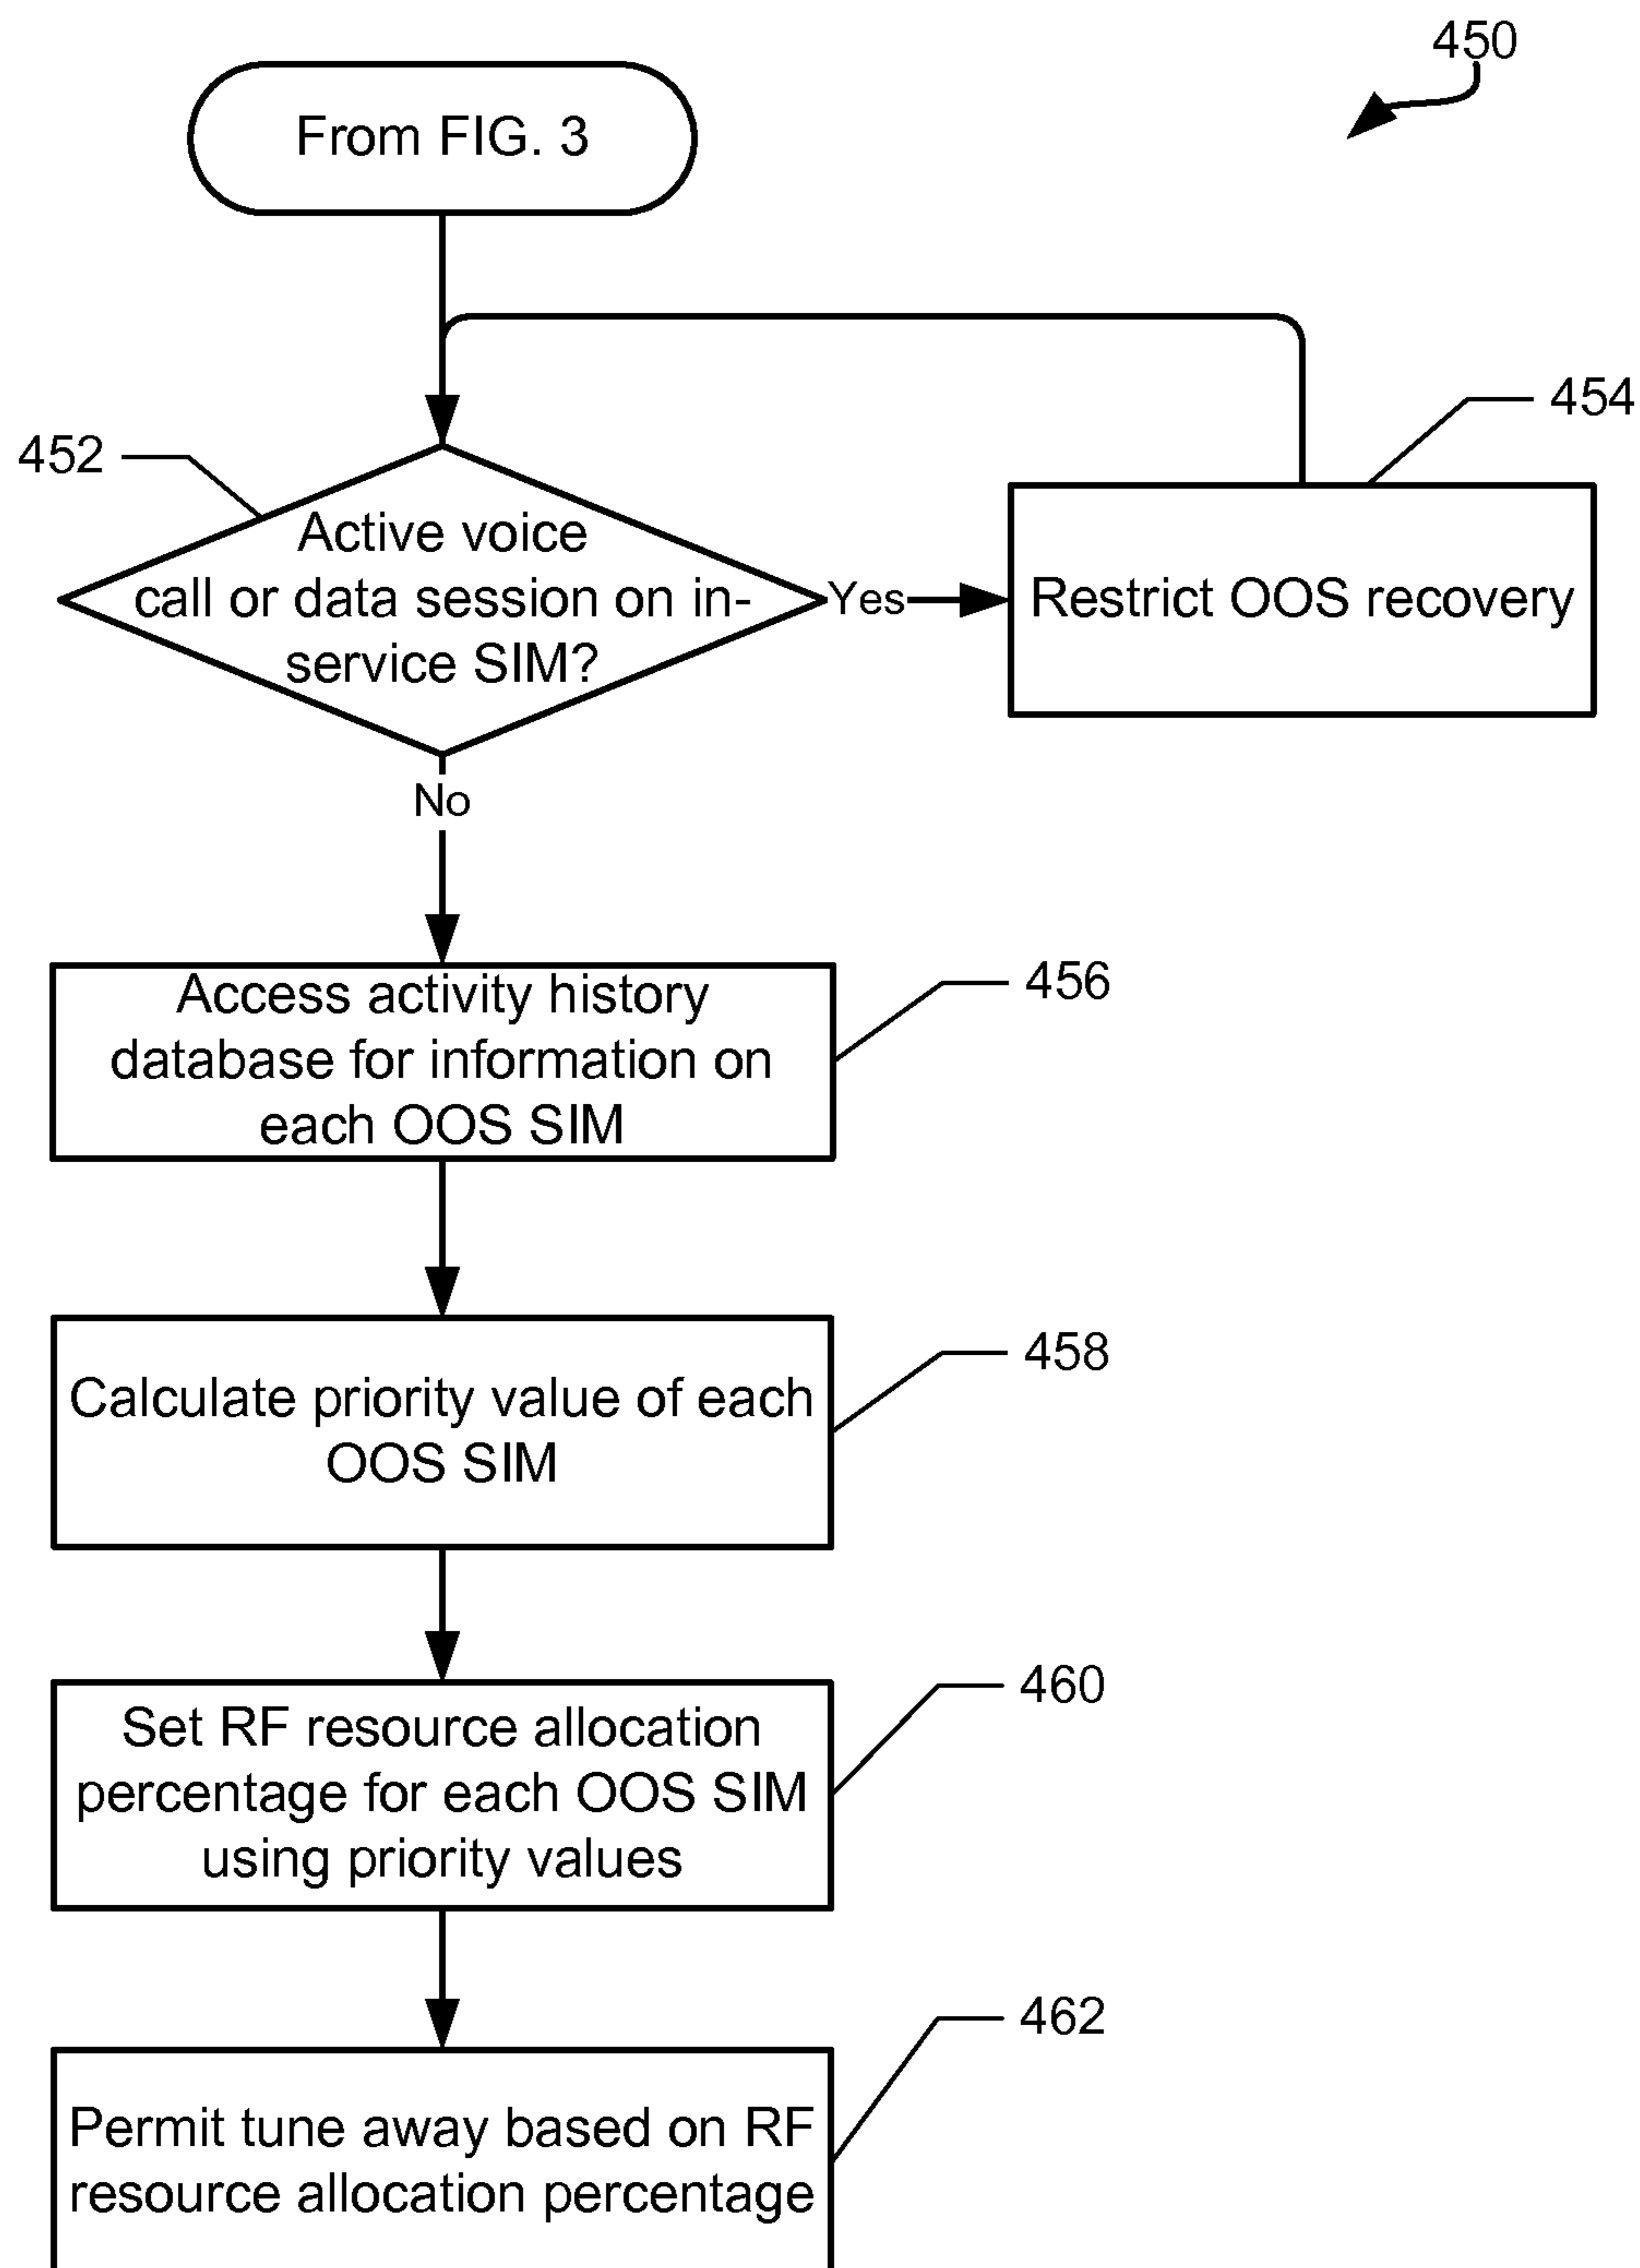 450
From FIG. 3
454
452
Active voice
call or data session on in-
service SIM?
Yes
Restrict OOS recovery
No
456
Access activity history
database for information on
each OOS SIM
458
Calculate priority value of each
OOS SIM
460
Set RF resource allocation
percentage for each OOS SIM
using priority values
462
Permit tune away based on RF
resource allocation percentage